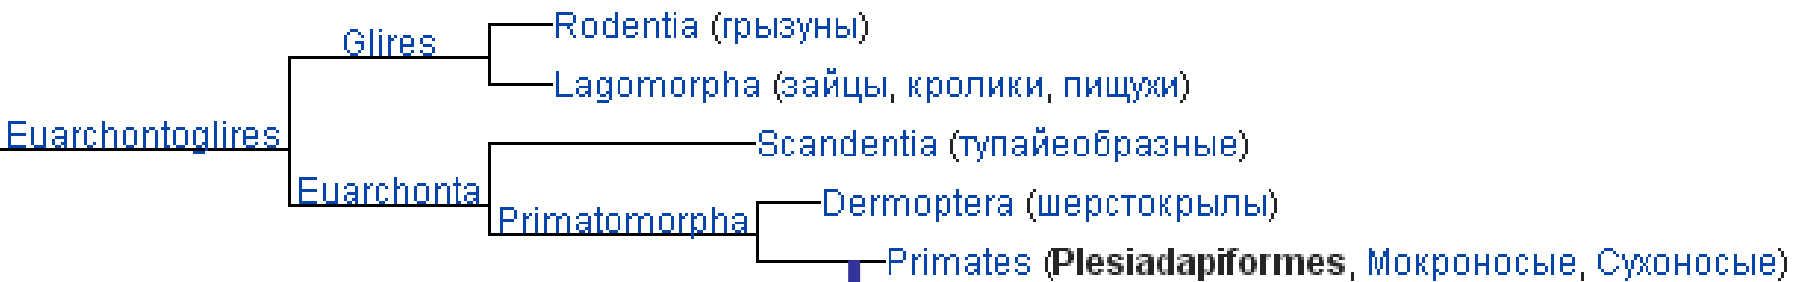 Rodentia (грызуны)
Glires
Lagomorpha (зайцы, кролики, пищухи)
Euarchontoglires
Scandentia (тупайеобразные)
Euarchonta
Dermoptera (шерстокрылы)
Primatomorpha
Primates (Plesiadapiformes, Мокроносые, Сухоносые)